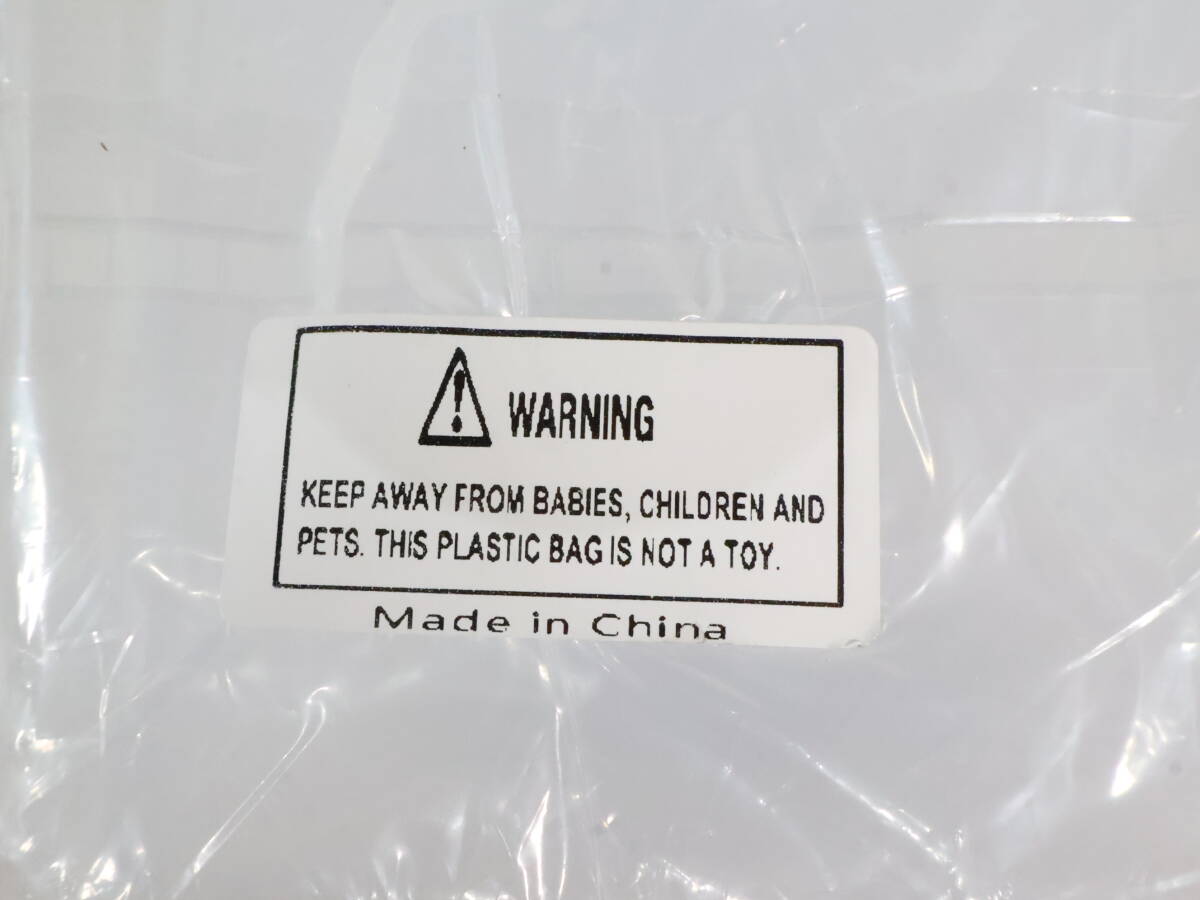 WARNING
KEEP AWAY FROM BABIES, CHILDREN AND
PETS. THIS PLASTIC BAG IS NOT A TOY.
Made in China